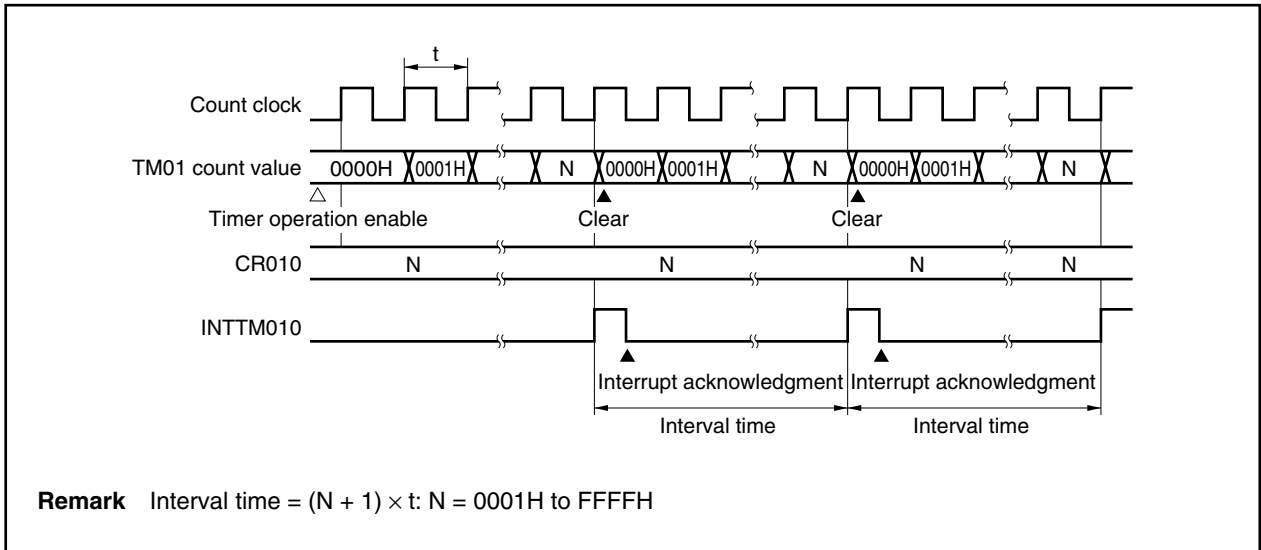 t
Count clock
TM01 count value 0000H 0001H N 0000H 0001H N 0000H 0001H N
Timer operation enable Clear Clear
CR010 N N N N
INTTM010
Interrupt acknowledgment Interrupt acknowledgment
Interval time Interval time
Remark Interval time = (N + 1) × t: N = 0001H to FFFFH